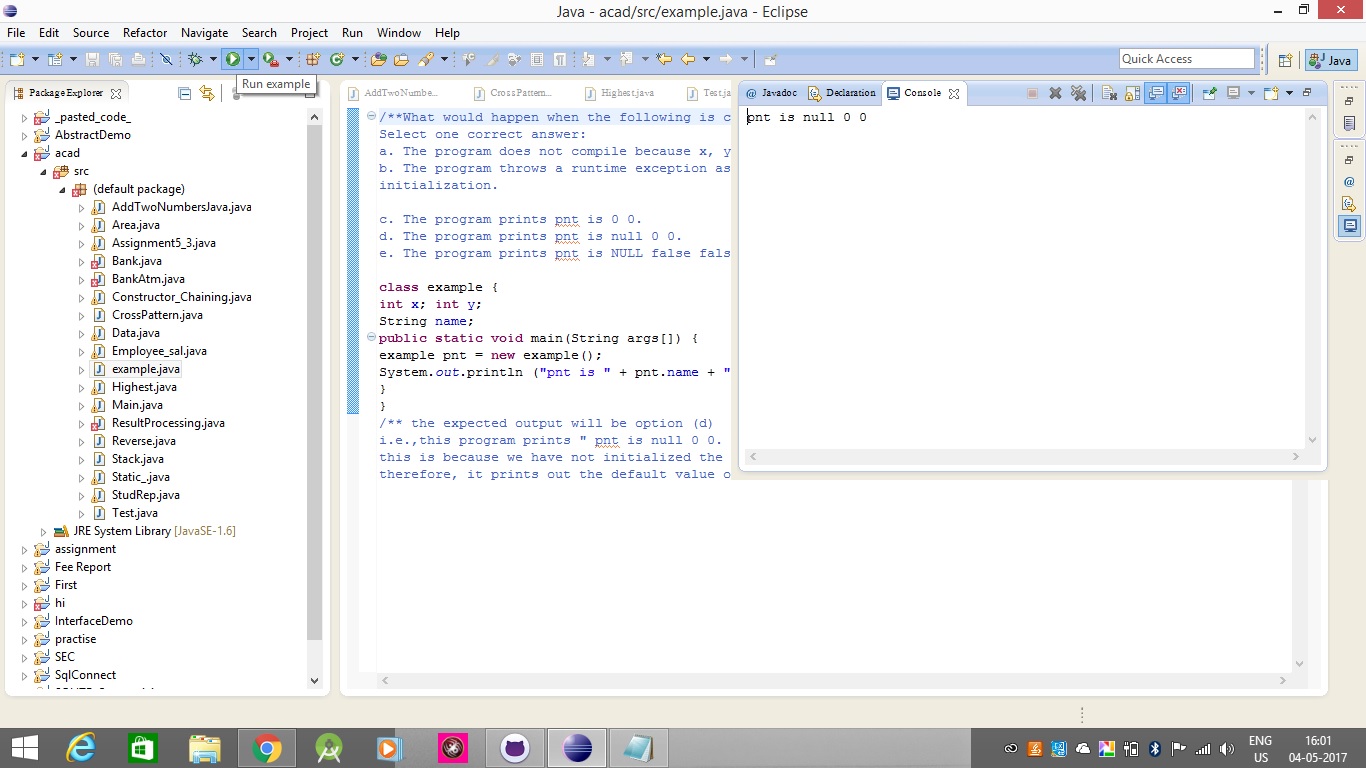 Java - acad/src/example.java - Eclipse
File Edit Source Refactor Navigate Search Project Run Window Help
Quick Access
Java
Run example
Package Explorer
_pasted_code_
AbstractDemo
acad
src
(default package)
AddTwoNumbersJava.java
Area.java
Assignment5_3.java
Bank.java
BankAtm.java
Constructor_Chaining.java
CrossPattern.java
Data.java
Employee_sal.java
example.java
Highest.java
Main.java
ResultProcessing.java
Reverse.java
Stack.java
Static_.java
StudRep.java
Test.java
JRE System Library [JavaSE-1.6]
assignment
Fee Report
First
hi
InterfaceDemo
practise
SEC
SqlConnect
AddTwoNumbe... CrossPattern... Highest.java Test.ja
/**What would happen when the following is c
Select one correct answer:
a. The program does not compile because x, y
b. The program throws a runtime exception as
initialization.
c. The program prints pnt is 0 0.
d. The program prints pnt is null 0 0.
e. The program prints pnt is NULL false fals
class example {
int x; int y;
String name;
public static void main(String args[]) {
example pnt = new example();
System.out.println ("pnt is " + pnt.name + "
}
}
/** the expected output will be option (d)
i.e.,this program prints " pnt is null 0 0.
this is because we have not initialized the
therefore, it prints out the default value o
@ Javadoc Declaration Console
pnt is null 0 0
ENG
US
16:01
04-05-2017